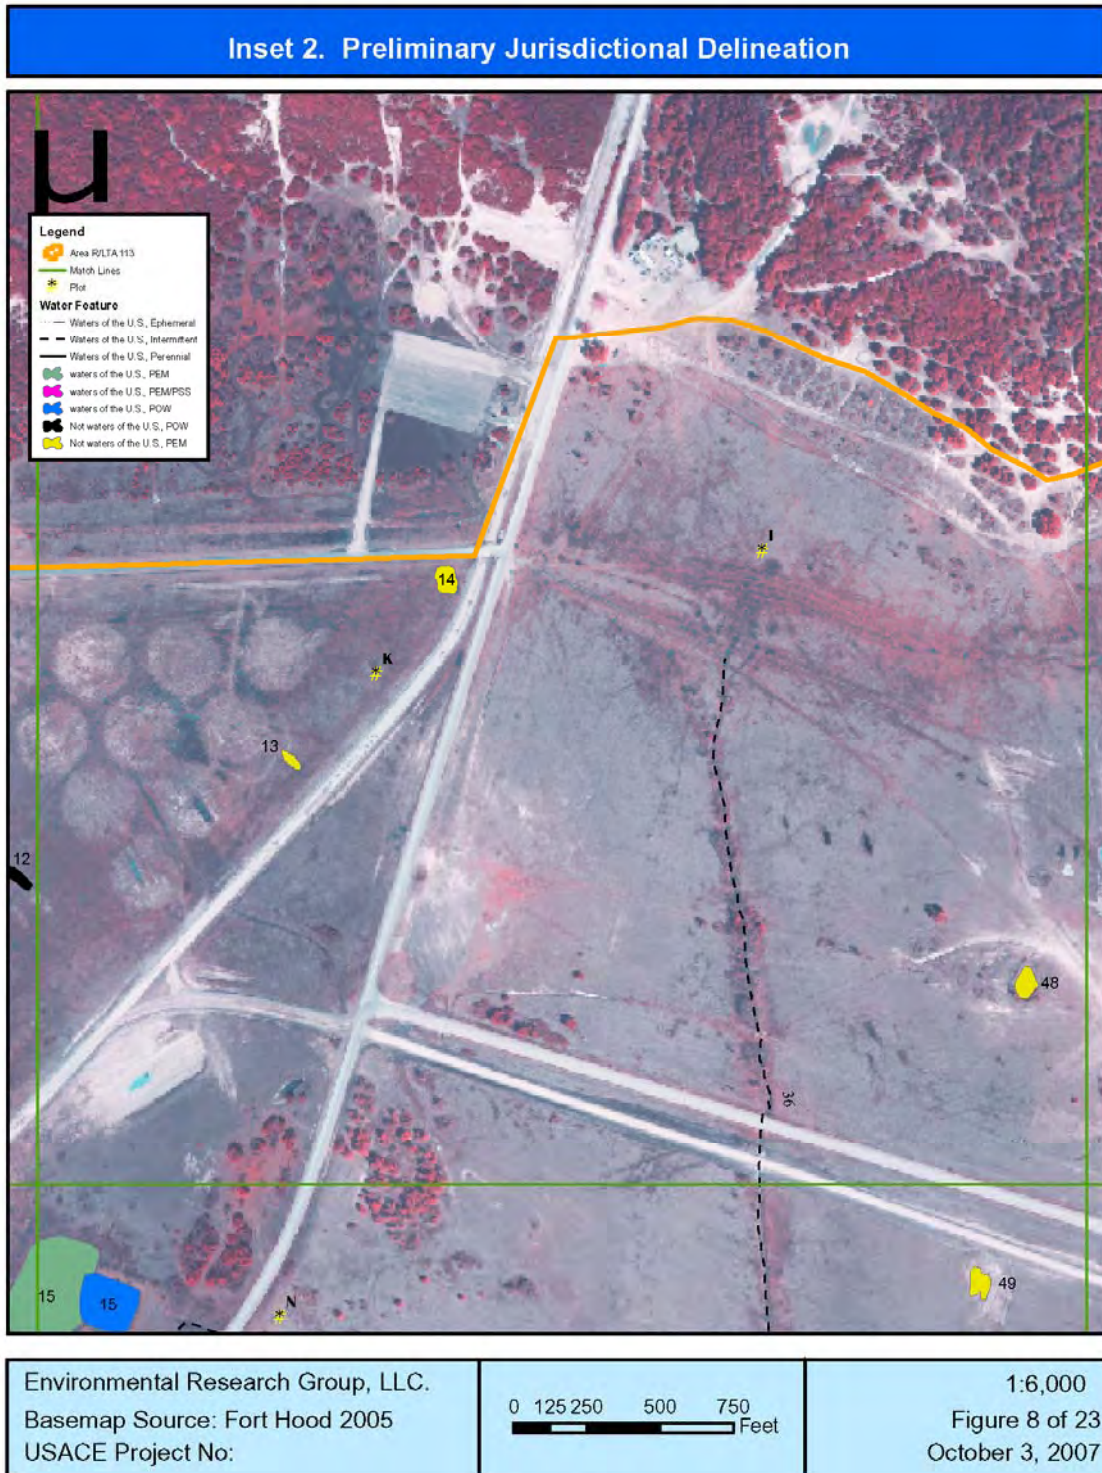 Inset 2. Preliminary Jurisdictional Delineation
µ
Legend
Area R/LTA 113
Match Lines
Plot
Water Feature
Waters of the U.S., Ephemeral
Waters of the U.S., Intermittent
Waters of the U.S., Perennial
waters of the U.S., PEM
waters of the U.S., PEM/PSS
waters of the U.S., POW
Not waters of the U.S., POW
Not waters of the U.S., PEM
I
14
K
13
12
48
36
15
15
49
N
Environmental Research Group, LLC.
Basemap Source: Fort Hood 2005
USACE Project No:
0 125 250 500 750
Feet
1:6,000
Figure 8 of 23
October 3, 2007